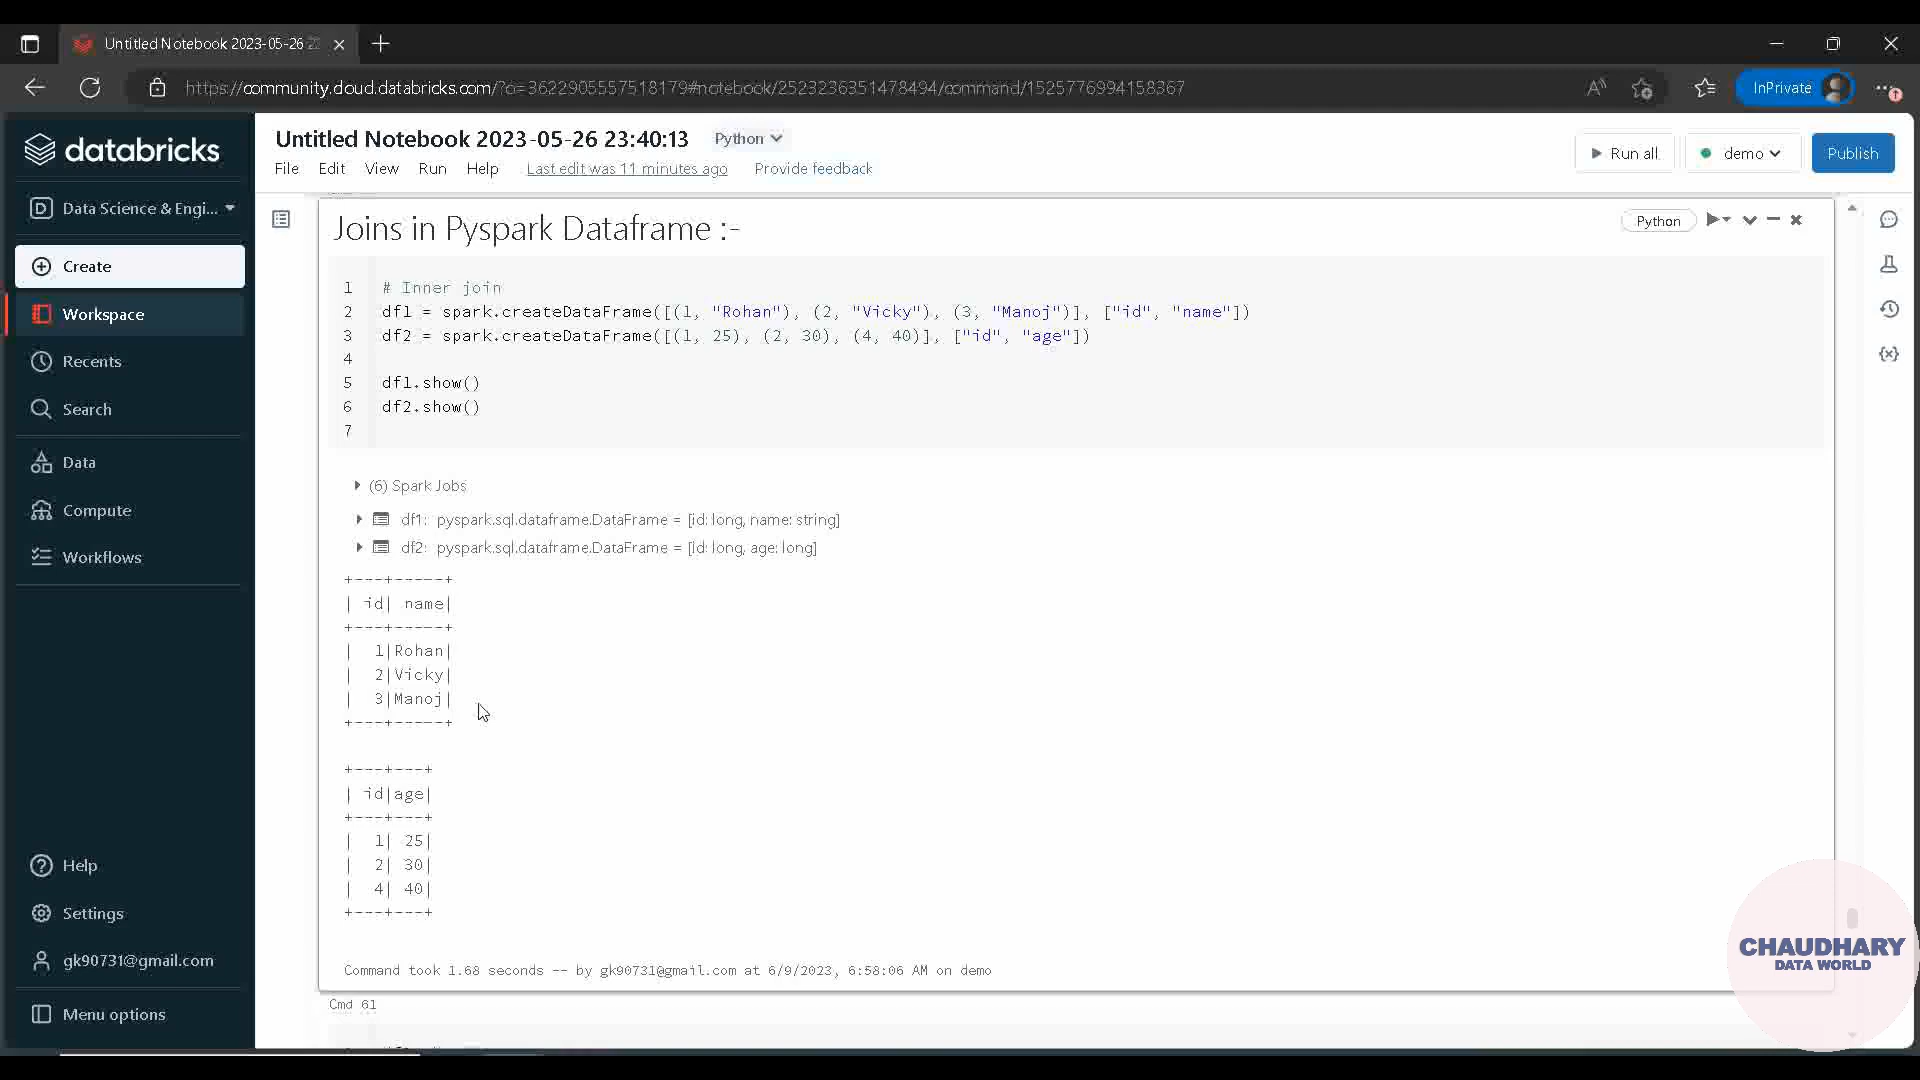 Untitled Notebook 2023-05-26 2
https://community.cloud.databricks.com/?o=3622905557518179#notebook/2523236351478494/command/1525776994158367
InPrivate
databricks
Untitled Notebook 2023-05-26 23:40:13 Python
File Edit View Run Help Last edit was 11 minutes ago Provide feedback
Run all demo Publish
D Data Science & Engi...
Create
Workspace
Recents
Search
Data
Compute
Workflows
Help
Settings
gk90731@gmail.com
Menu options
Joins in Pyspark Dataframe :-
Python
1 # Inner join
2 df1 = spark.createDataFrame([(1, "Rohan"), (2, "Vicky"), (3, "Manoj")], ["id", "name"])
3 df2 = spark.createDataFrame([(1, 25), (2, 30), (4, 40)], ["id", "age"])
4
5 df1.show()
6 df2.show()
7
(6) Spark Jobs
df1: pyspark.sql.dataframe.DataFrame = [id: long, name: string]
df2: pyspark.sql.dataframe.DataFrame = [id: long, age: long]
+---+-----+
| id| name|
+---+-----+
|  1|Rohan|
|  2|Vicky|
|  3|Manoj|
+---+-----+
+---+---+
| id|age|
+---+---+
|  1| 25|
|  2| 30|
|  4| 40|
+---+---+
Command took 1.68 seconds -- by gk90731@gmail.com at 6/9/2023, 6:58:06 AM on demo
Cmd 61
CHAUDHARY
DATA WORLD